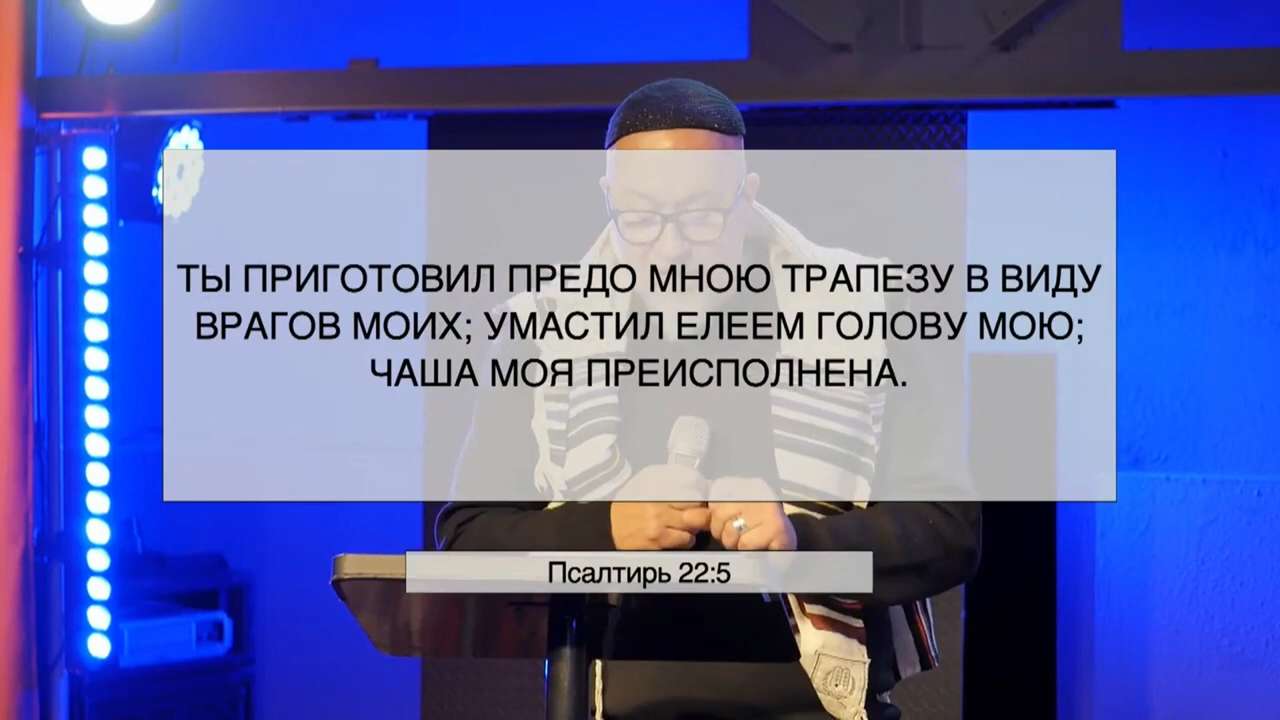 ТЫ ПРИГОТОВИЛ ПРЕДО МНОЮ ТРАПЕЗУ В ВИДУ
ВРАГОВ МОИХ; УМАСТИЛ ЕЛЕЕМ ГОЛОВУ МОЮ;
ЧАША МОЯ ПРЕИСПОЛНЕНА.
Псалтирь 22:5